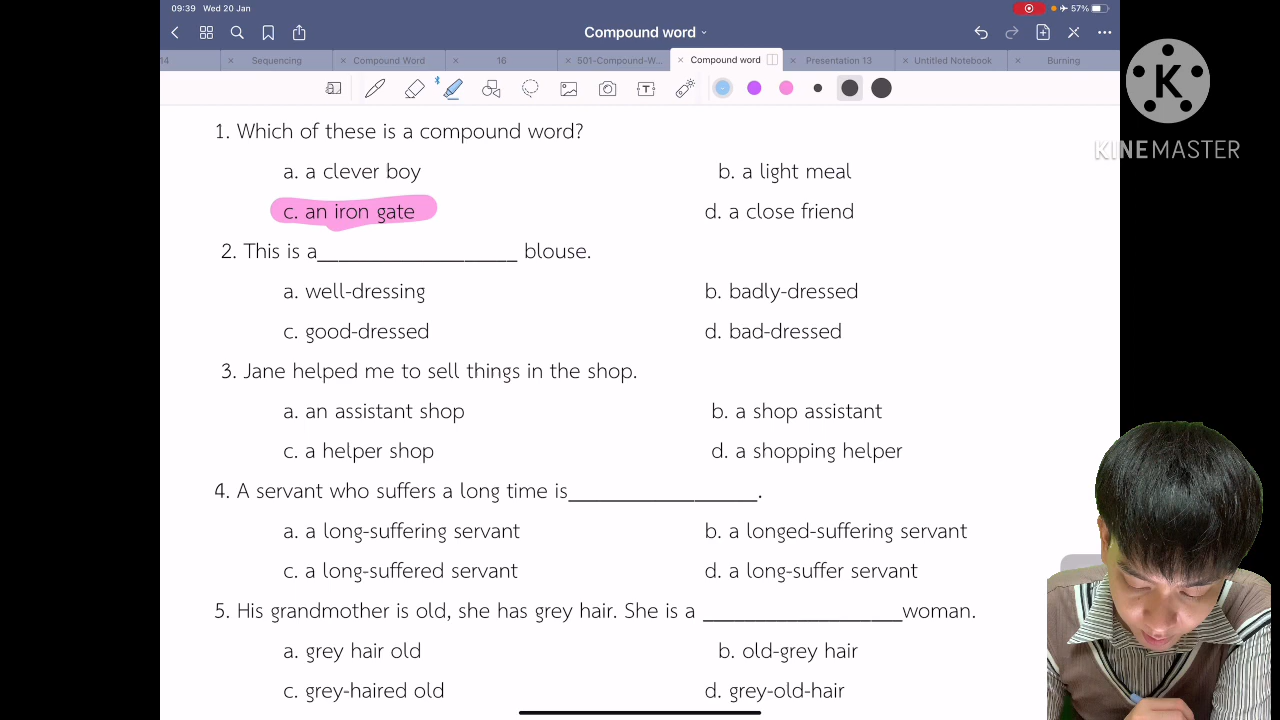 09:39 Wed 20 Jan
57%
Compound word
14
Sequencing
Compound Word
16
501-Compound-W...
Compound word
Presentation 13
Untitled Notebook
Burning
K
KINEMASTER
1. Which of these is a compound word?
a. a clever boy b. a light meal
c. an iron gate d. a close friend
2. This is a___________________ blouse.
a. well-dressing b. badly-dressed
c. good-dressed d. bad-dressed
3. Jane helped me to sell things in the shop.
a. an assistant shop b. a shop assistant
c. a helper shop d. a shopping helper
4. A servant who suffers a long time is__________________.
a. a long-suffering servant b. a longed-suffering servant
c. a long-suffered servant d. a long-suffer servant
5. His grandmother is old, she has grey hair. She is a ___________________woman.
a. grey hair old b. old-grey hair
c. grey-haired old d. grey-old-hair